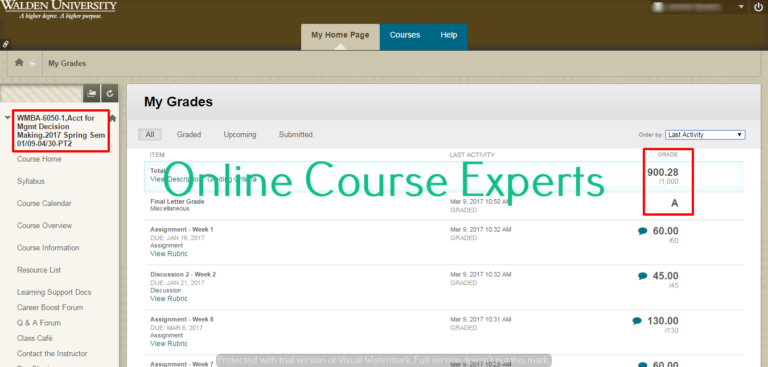 WALDEN UNIVERSITY
A higher degree. A higher purpose.
My Home Page
Courses
Help
My Grades
WMBA-6050-1,Acct for
Mgmt Decision
Making.2017 Spring Sem
01/09-04/30-PT2
Course Home
Syllabus
Course Calendar
Course Overview
Course Information
Resource List
Learning Support Docs
Career Boost Forum
Q & A Forum
Class Café
Contact the Instructor
My Grades
All
Graded
Upcoming
Submitted
Order by: Last Activity
ITEM
LAST ACTIVITY
GRADE
Total
View Description Grading Criteria
900.28
/1,000
Online Course Experts
Final Letter Grade
Miscellaneous
Mar 9, 2017 10:50 AM
GRADED
A
Assignment - Week 1
DUE: JAN 16, 2017
Assignment
View Rubric
Mar 9, 2017 10:32 AM
GRADED
60.00
/60
Discussion 2 - Week 2
DUE: JAN 21, 2017
Discussion
View Rubric
Mar 9, 2017 10:32 AM
GRADED
45.00
/45
Assignment - Week 8
DUE: MAR 6, 2017
Assignment
View Rubric
Mar 9, 2017 10:31 AM
GRADED
130.00
/130
Assignment - Week 7
60.00
Protected with trial version of Visual Watermark. Full version doesn't put this mark.